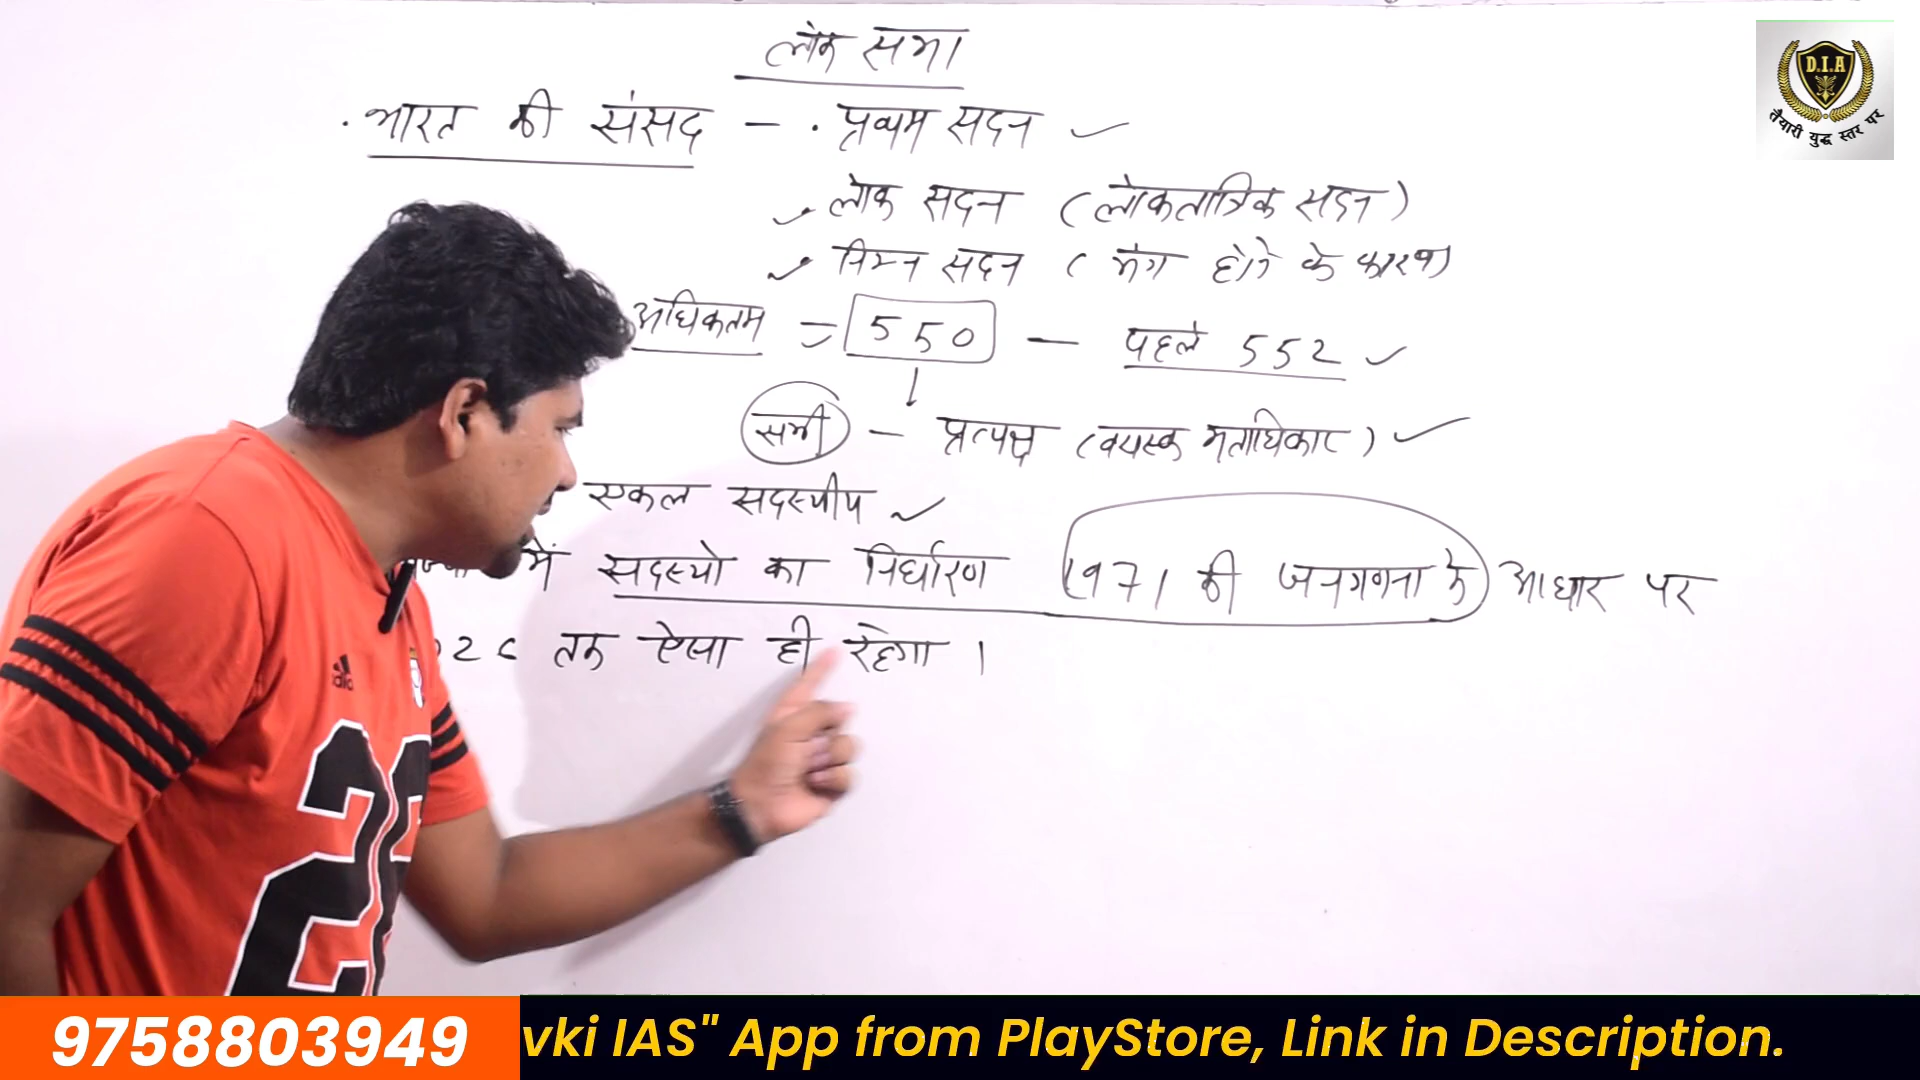 लोक सभा
. भारत की संसद - . प्रथम सदन
लोक सदन (लोकतांत्रिक सदन)
निम्न सदन (भंग होने के कारण)
अधिकतम = 550 - पहले 552
सभी - प्रत्यक्ष (वयस्क मताधिकार)
एकल सदस्यीय
में सदस्यो का निर्धारण 1971 की जनगणना के आधार पर
तक ऐसा ही रहेगा ।
D.I.A
तैयारी युद्ध स्तर पर
9758803949
vki IAS" App from PlayStore, Link in Description.
20